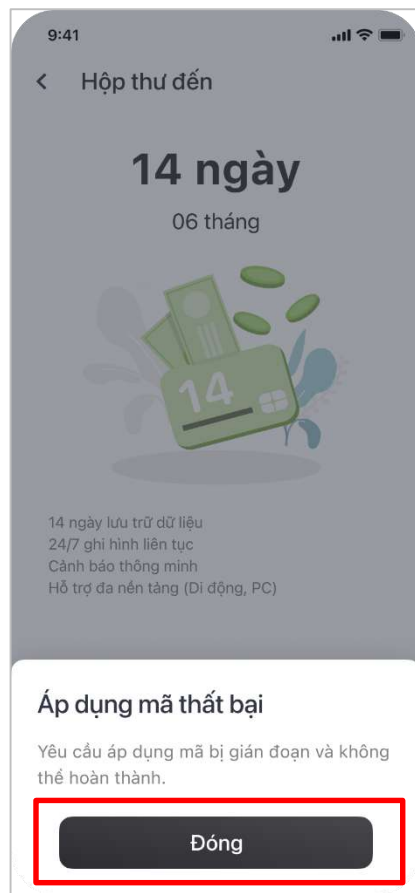 9:41
Hộp thư đến
14 ngày
06 tháng
14
14 ngày lưu trữ dữ liệu
24/7 ghi hình liên tục
Cảnh báo thông minh
Hỗ trợ đa nền tảng (Di động, PC)
Áp dụng mã thất bại
Yêu cầu áp dụng mã bị gián đoạn và không
thể hoàn thành.
Đóng